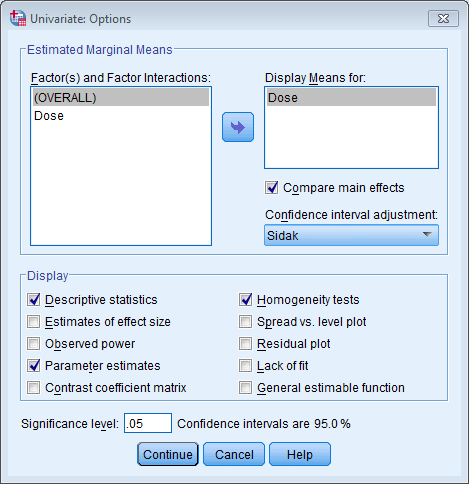 Univariate: Options
Estimated Marginal Means
Factor(s) and Factor Interactions:
(OVERALL)
Dose
Display Means for:
Dose
Compare main effects
Confidence interval adjustment:
Sidak
Display
Descriptive statistics
Homogeneity tests
Estimates of effect size
Spread vs. level plot
Observed power
Residual plot
Parameter estimates
Lack of fit
Contrast coefficient matrix
General estimable function
Significance level: .05 Confidence intervals are 95.0 %
Continue Cancel Help